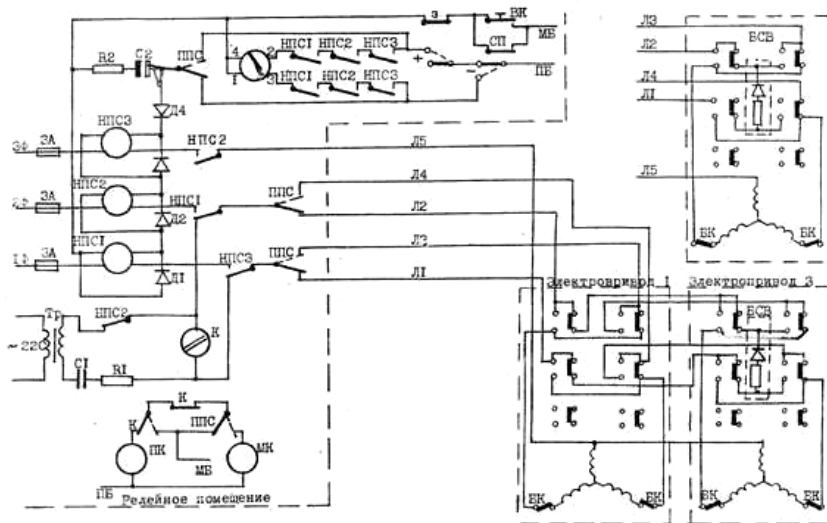 Э ВК
R2 C2 ППС
4 2 НПС1 НПС2 НПС3
СП МБ
1 3 НПС1 НПС2 НПС3
+ - ПБ
Д4
НПС3
3Ф 3А НПС2 Л5
НПС2 Л4
2Ф 3А НПС1 ППС
Д2 Л2
НПС1 ППС Л3
1Ф 3А НПС3
Д1 Л1
Тр НПС2
~ 220 К
C1 R1
К
К ППС
ПК МК
МБ
ПБ
Релейное помещение
Л3
Л2 БСВ
Л4
Л1
Л5
БК БК
Электропривод 1 Электропривод 3
БСВ
БК БК БК БК